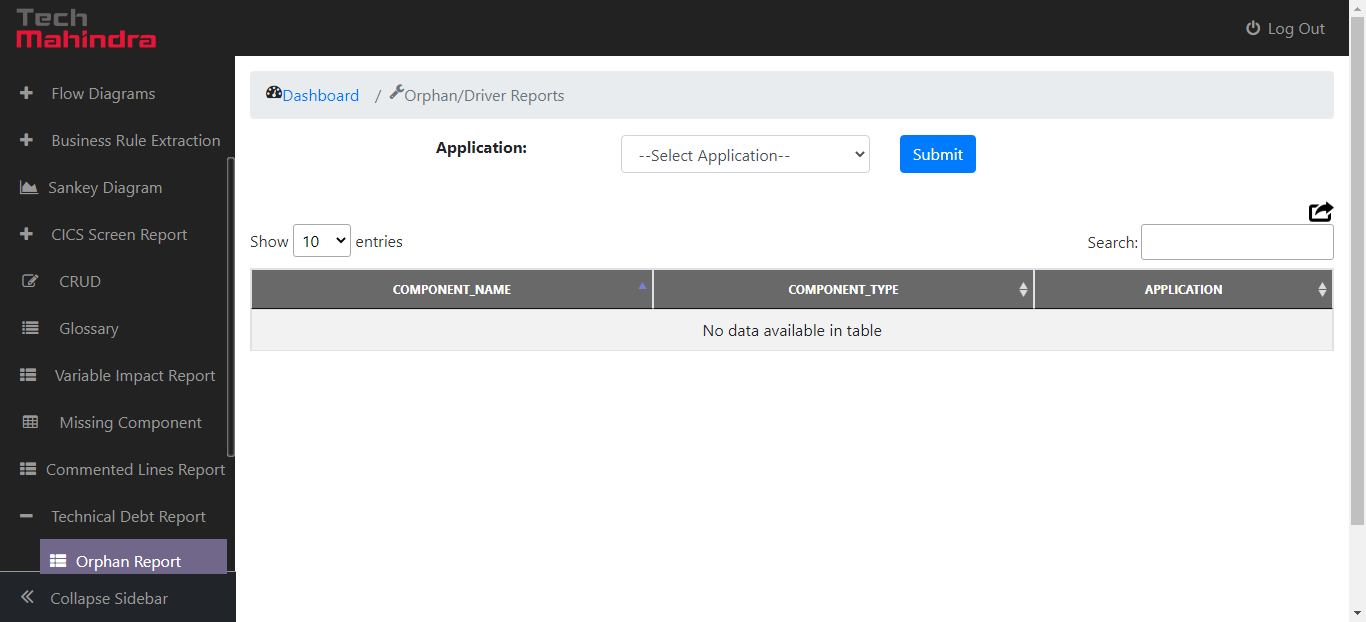 Tech
Mahindra
Log Out
Flow Diagrams
Business Rule Extraction
Sankey Diagram
CICS Screen Report
CRUD
Glossary
Variable Impact Report
Missing Component
Commented Lines Report
Technical Debt Report
Orphan Report
Collapse Sidebar
Dashboard / Orphan/Driver Reports
Application: --Select Application-- Submit
Show 10 entries Search:
COMPONENT_NAME COMPONENT_TYPE APPLICATION
No data available in table